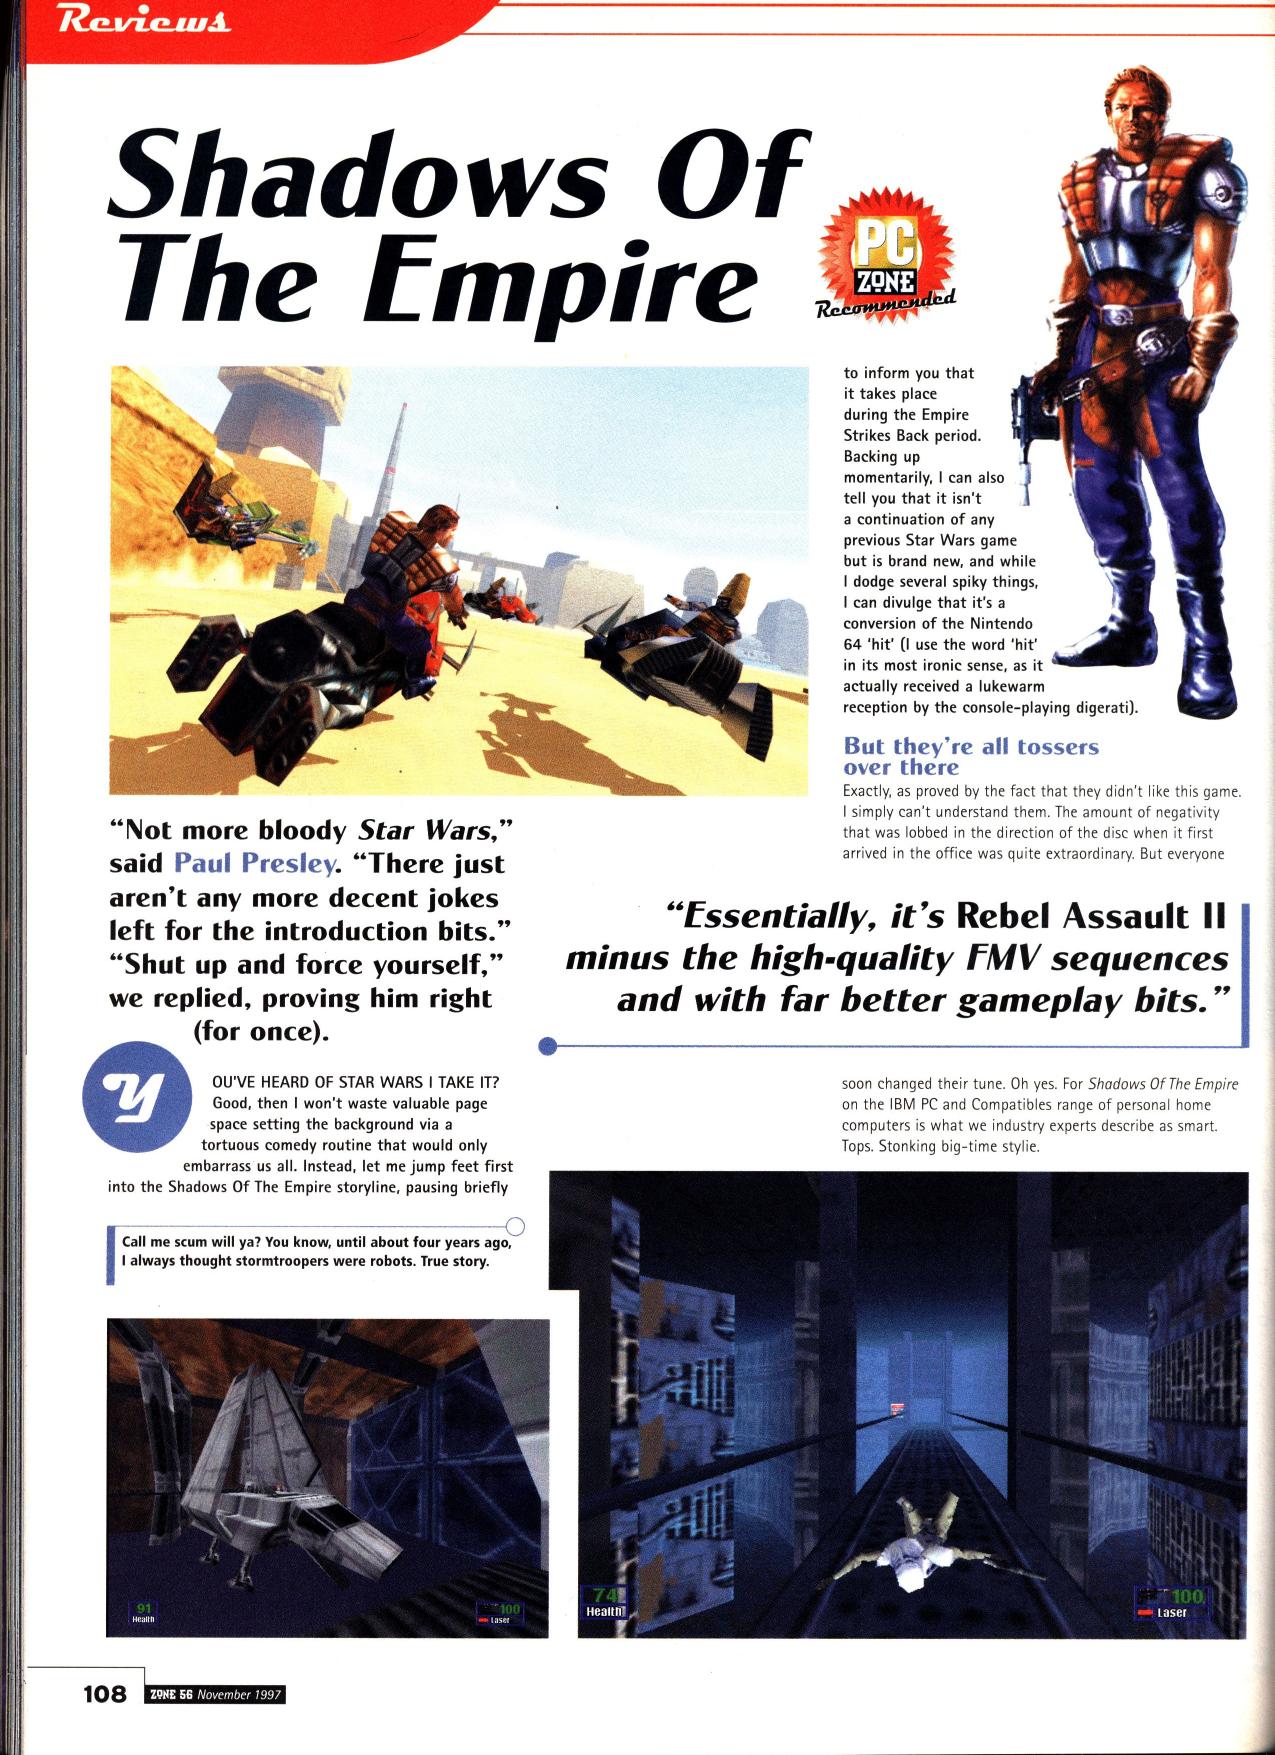 Reviews
Shadows Of
The Empire
PC
ZONE
Recommended
"Not more bloody Star Wars,"
said Paul Presley. "There just
aren't any more decent jokes
left for the introduction bits."
"Shut up and force yourself,"
we replied, proving him right
(for once).
Y
OU'VE HEARD OF STAR WARS I TAKE IT?
Good, then I won't waste valuable page
space setting the background via a
tortuous comedy routine that would only
embarrass us all. Instead, let me jump feet first
into the Shadows Of The Empire storyline, pausing briefly
to inform you that
it takes place
during the Empire
Strikes Back period.
Backing up
momentarily, I can also
tell you that it isn't
a continuation of any
previous Star Wars game
but is brand new, and while
I dodge several spiky things,
I can divulge that it's a
conversion of the Nintendo
64 'hit' (I use the word 'hit'
in its most ironic sense, as it
actually received a lukewarm
reception by the console-playing digerati).
But they're all tossers
over there
Exactly, as proved by the fact that they didn't like this game.
I simply can't understand them. The amount of negativity
that was lobbed in the direction of the disc when it first
arrived in the office was quite extraordinary. But everyone
"Essentially, it's Rebel Assault II
minus the high-quality FMV sequences
and with far better gameplay bits."
soon changed their tune. Oh yes. For Shadows Of The Empire
on the IBM PC and Compatibles range of personal home
computers is what we industry experts describe as smart.
Tops. Stonking big-time stylie.
Call me scum will ya? You know, until about four years ago,
I always thought stormtroopers were robots. True story.
91
Health
100
Laser
74
Health
100
Laser
108
ZONE 56 November 1997